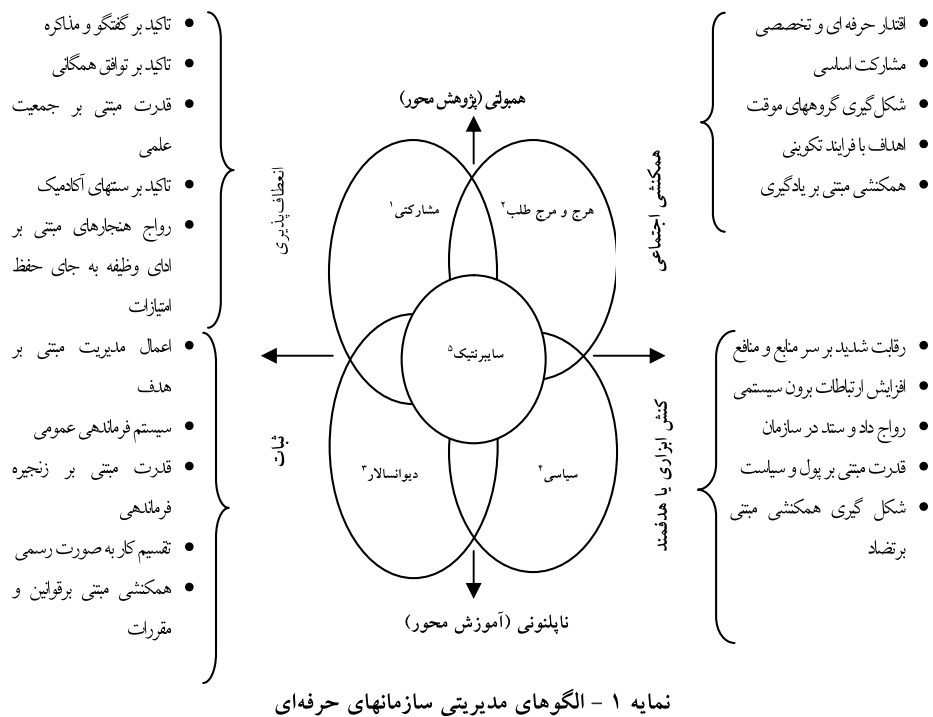 • اقتدار حرفه ای و تخصصی
• مشارکت اساسی
• شکل‌گیری گروههای موقت
• اهداف با فرایند تکوینی
• همکنشی مبتنی بر یادگیری
• تاکید بر گفتگو و مذاکره
• تاکید بر توافق همگانی
• قدرت مبتنی بر جمعیت
علمی
• تاکید بر سنتهای آکادمیک
• رواج هنجارهای مبتنی بر
ادای وظیفه به جای حفظ
امتیازات
همبولتی (پژوهش محور)
همکنشی اجتماعی
انعطاف‌پذیری
هرج و مرج طلب۲
مشارکتی۱
سایبرنتیک۵
سیاسی۴
دیوانسالار۳
کنش ابزاری یا هدفمند
ثبات
ناپلئونی (آموزش محور)
• رقابت شدید بر سر منابع و منافع
• افزایش ارتباطات برون سیستمی
• رواج داد و ستد در سازمان
• قدرت مبتنی بر پول و سیاست
• شکل گیری همکنشی مبتنی
برتضاد
• اعمال مدیریت مبتنی بر
هدف
• سیستم فرماندهی عمومی
• قدرت مبتنی بر زنجیره
فرماندهی
• تقسیم کار به صورت رسمی
• همکنشی مبتنی برقوانین و
مقررات
نمایه ۱ – الگوهای مدیریتی سازمانهای حرفه‌ای